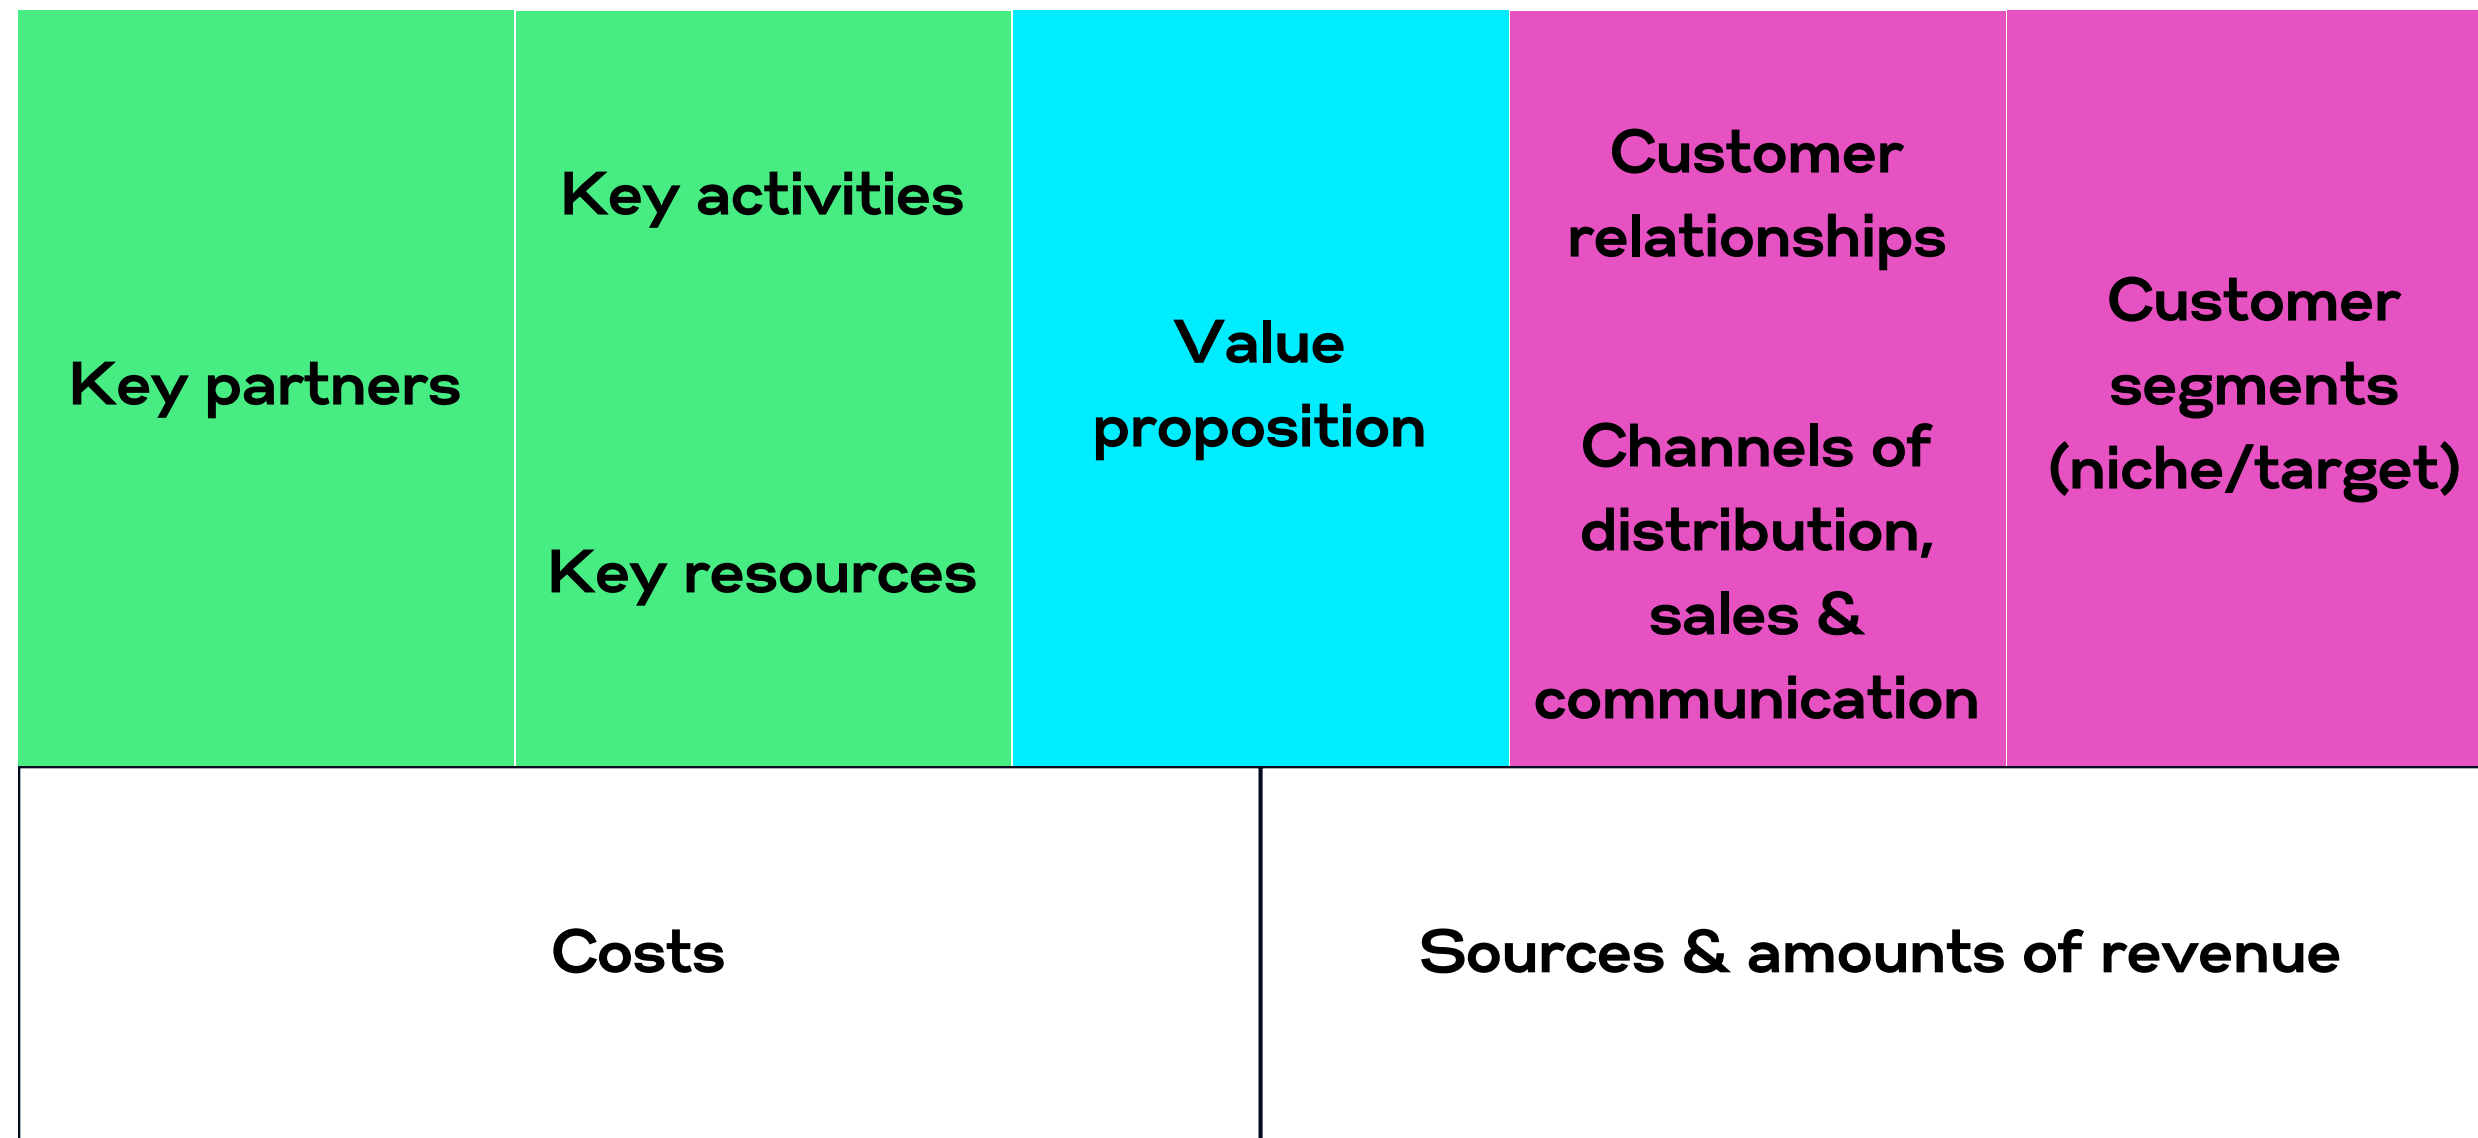 Key partners
Key activities
Key resources
Value
proposition
Customer
relationships
Channels of
distribution,
sales &
communication
Customer
segments
(niche/target)
Costs
Sources & amounts of revenue